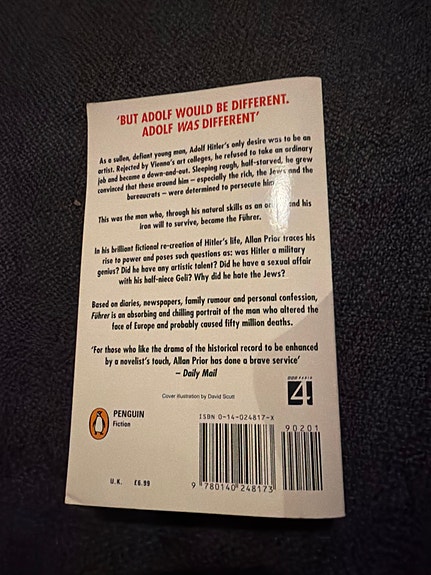 'BUT ADOLF WOULD BE DIFFERENT.
ADOLF WAS DIFFERENT'
As a sullen, defiant young man, Adolf Hitler's only desire was to be an
artist. Rejected by Vienna's art colleges, he refused to take an ordinary
job and became a down-and-out. Sleeping rough, half-starved, he grew
convinced that those around him – especially the rich, the Jews and the
bureaucrats – were determined to persecute
This was the man who, through his natural skills as an and his
iron will to survive, became the Führer.
In his brilliant fictional re-creation of Hitler's life, Allan Prior traces his
rise to power and poses such questions as: was Hitler a military
genius? Did he have any artistic talent? Did he have a sexual affair
with his half-niece Geli? Why did he hate the Jews?
Based on diaries, newspapers, family rumour and personal confession,
Führer is an absorbing and chilling portrait of the man who altered the
face of Europe and probably caused fifty million deaths.
'For those who like the drama of the historical record to be enhanced
by a novelist's touch, Allan Prior has done a brave service'
– Daily Mail
Cover illustration by David Scutt
4
PENGUIN
Fiction
ISBN 0-14-024817-X
90201
U.K. £6.99
9 780140 248173